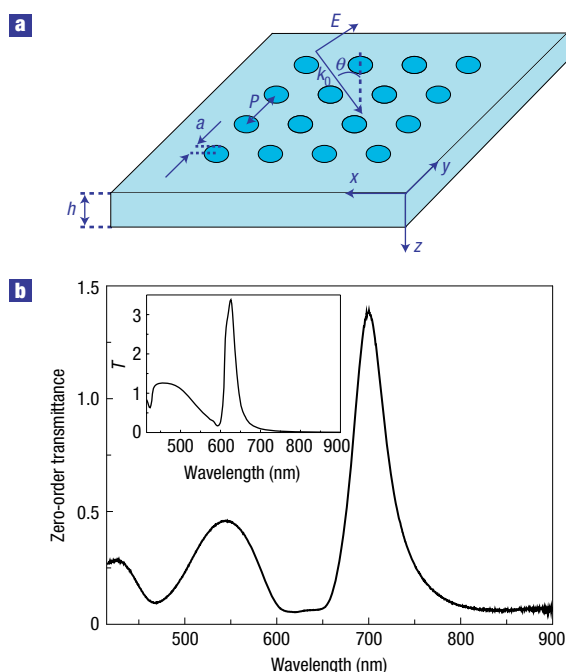 a
E
θ
k0
P
a
x
y
h
z
b
1.5
1.0
0.5
0
Zero-order transmittance
3
2
1
0
T
500 600 700 800 900
Wavelength (nm)
500 600 700 800 900
Wavelength (nm)